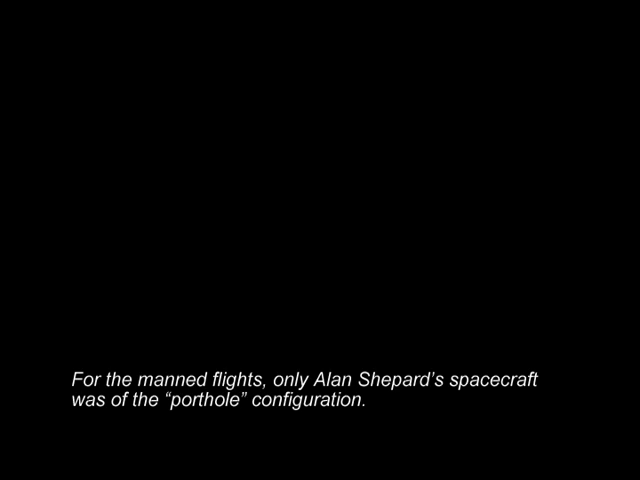 For the manned flights, only Alan Shepard’s spacecraft
was of the “porthole” configuration.